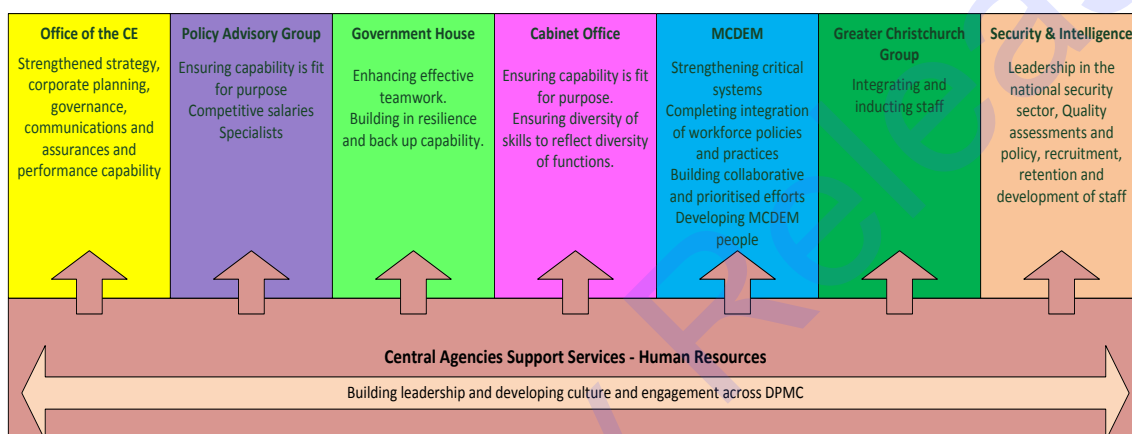 Office of the CE
Strengthened strategy,
corporate planning,
governance,
communications and
assurances and
performance capability
Policy Advisory Group
Ensuring capability is fit
for purpose
Competitive salaries
Specialists
Government House
Enhancing effective
teamwork.
Building in resilience
and back up capability.
Cabinet Office
Ensuring capability is fit
for purpose.
Ensuring diversity of
skills to reflect diversity
of functions.
MCDEM
Strengthening critical
systems
Completing integration
of workforce policies
and practices
Building collaborative
and prioritised efforts
Developing MCDEM
people
Greater Christchurch
Group
Integrating and
inducting staff
Security & Intelligence
Leadership in the
national security
sector, Quality
assessments and
policy, recruitment,
retention and
development of staff
Central Agencies Support Services - Human Resources
Building leadership and developing culture and engagement across DPMC